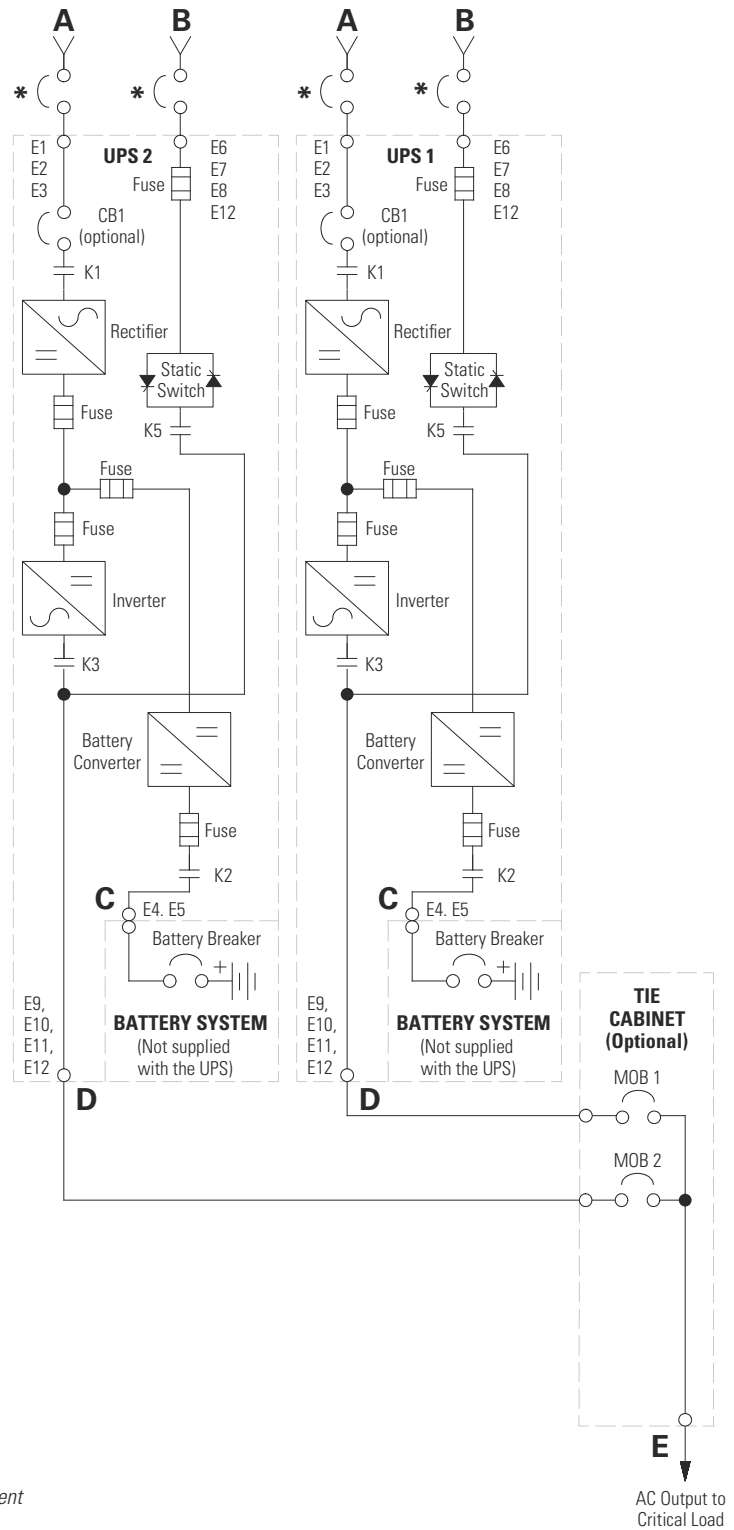 A
B
A
B
*
*
*
*
E1
E2
E3
UPS 2
E6
E7
E8
E12
Fuse
CB1
(optional)
K1
Rectifier
Static
Switch
Fuse
K5
Fuse
Fuse
Inverter
K3
Battery
Converter
Fuse
K2
C
E4. E5
Battery Breaker
+
BATTERY SYSTEM
(Not supplied
with the UPS)
E9,
E10,
E11,
E12
D
E1
E2
E3
UPS 1
E6
E7
E8
E12
Fuse
CB1
(optional)
K1
Rectifier
Static
Switch
Fuse
K5
Fuse
Fuse
Inverter
K3
Battery
Converter
Fuse
K2
C
E4. E5
Battery Breaker
+
BATTERY SYSTEM
(Not supplied
with the UPS)
E9,
E10,
E11,
E12
D
TIE
CABINET
(Optional)
MOB 1
MOB 2
E
AC Output to
Critical Load